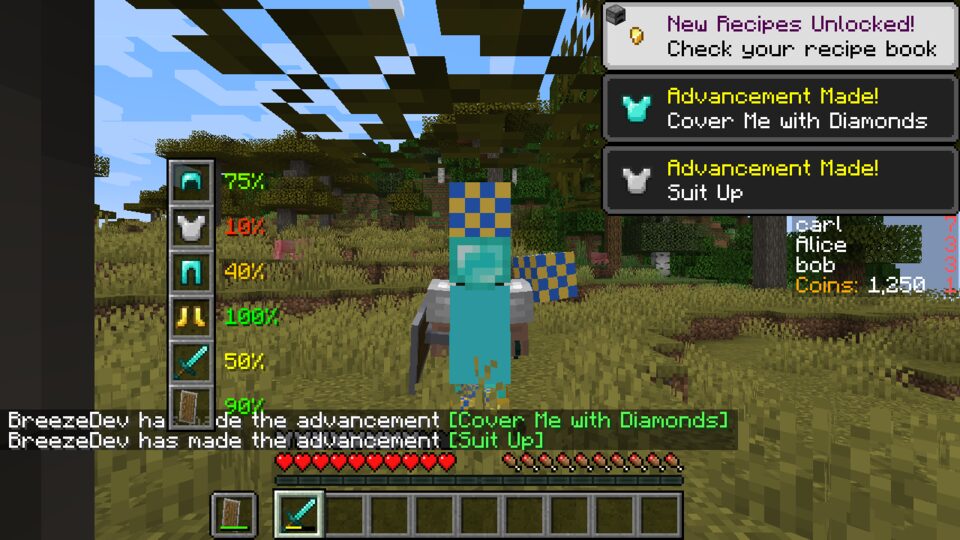 New Recipes Unlocked!
Check your recipe book
Advancement Made!
Cover Me with Diamonds
Advancement Made!
Suit Up
75%
10%
40%
100%
50%
90%
carl
Alice
bob
Coins: 1,250
BreezeDev has made the advancement [Cover Me with Diamonds]
BreezeDev has made the advancement [Suit Up]